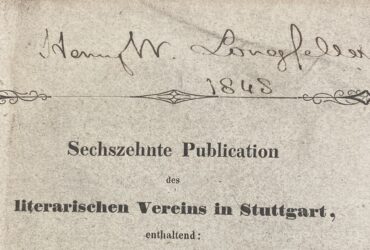 Henry W. Longfellow
1848
Sechszehnte Publication
des
literarischen Vereins in Stuttgart,
enthaltend: